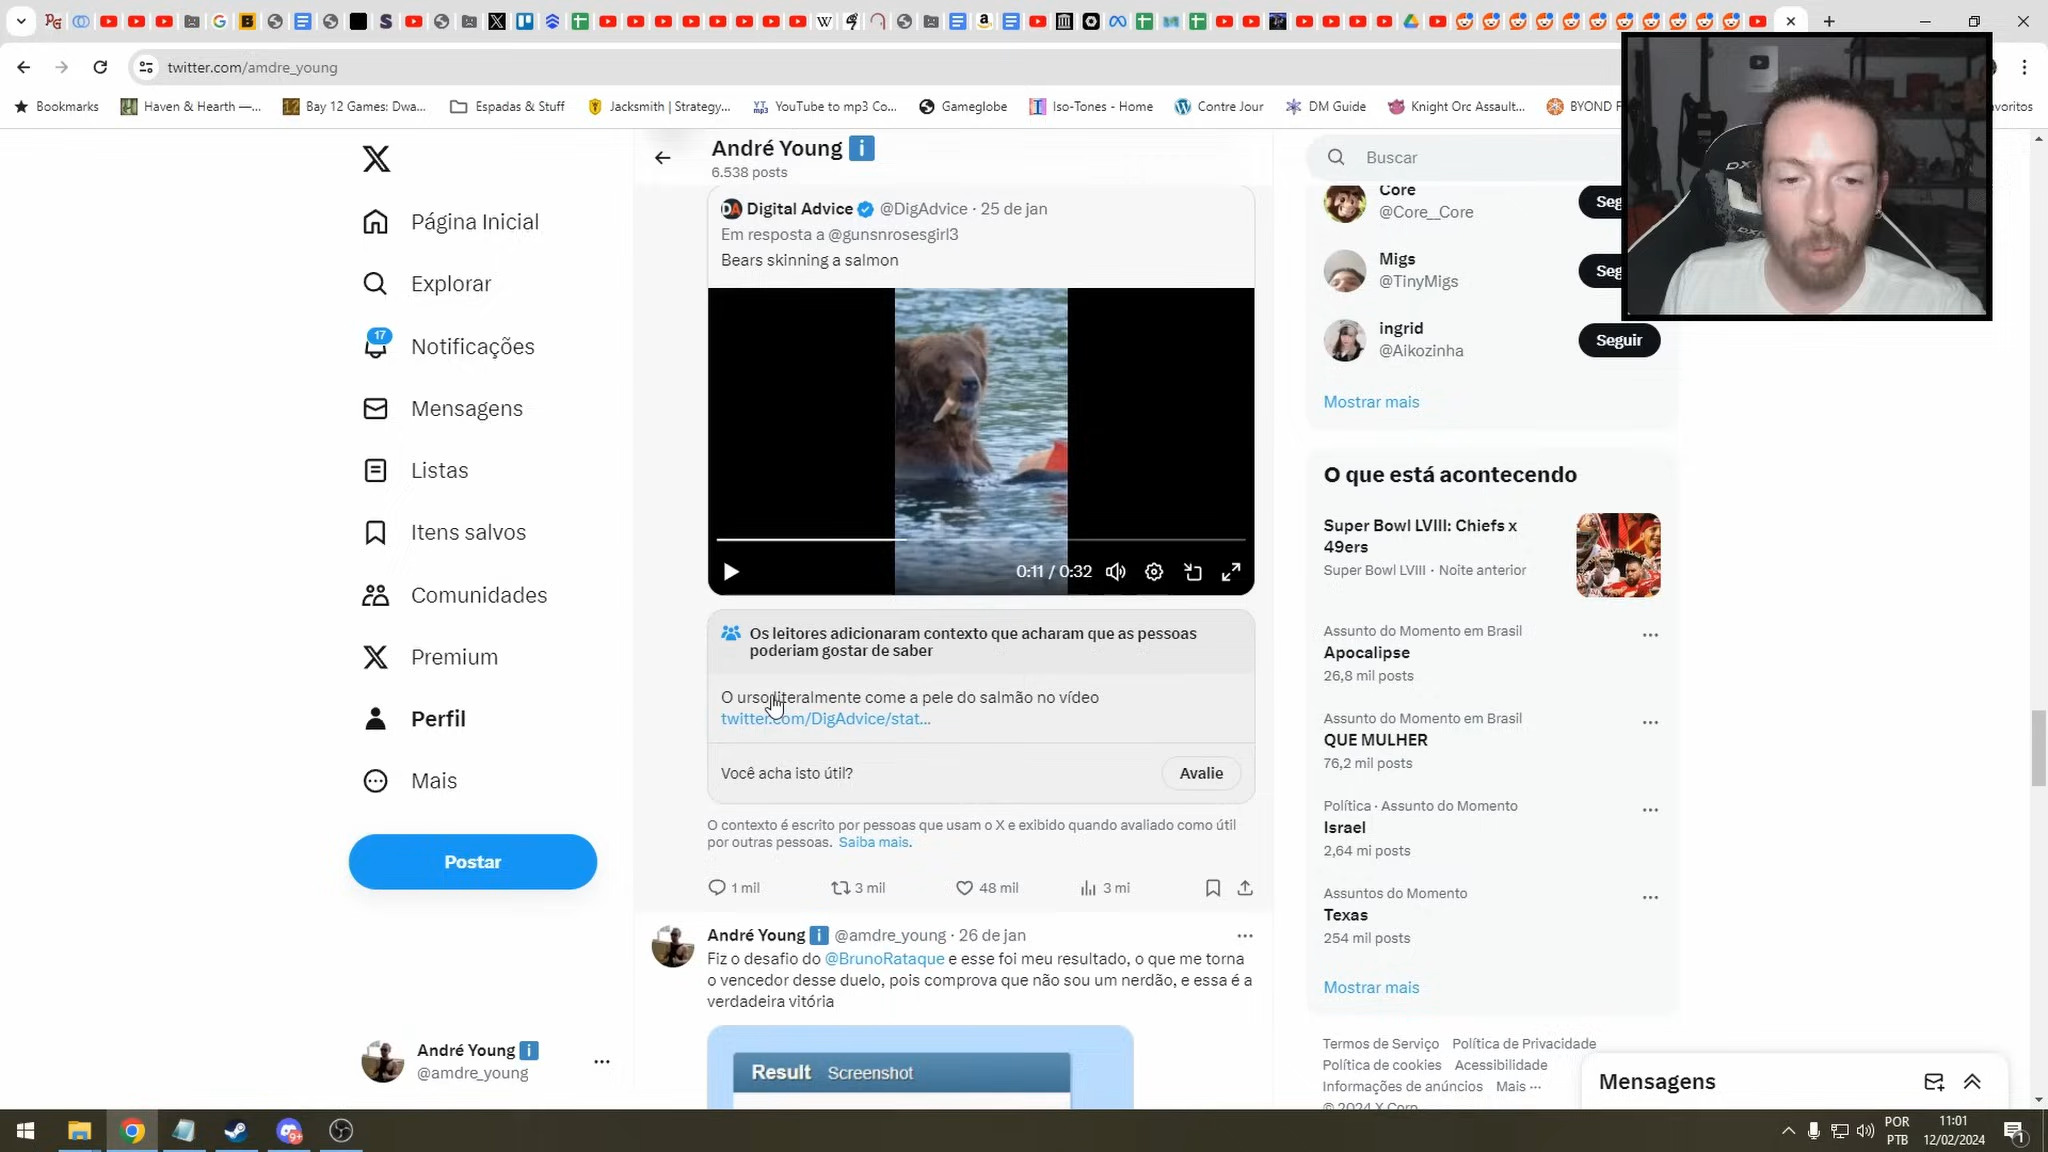 twitter.com/amdre_young
Bookmarks
Haven & Hearth —...
Bay 12 Games: Dwa...
Espadas & Stuff
Jacksmith | Strategy...
YouTube to mp3 Co...
Gameglobe
Iso-Tones - Home
Contre Jour
DM Guide
Knight Orc Assault...
BYOND F
avoritos
Página Inicial
Explorar
17
Notificações
Mensagens
Listas
Itens salvos
Comunidades
Premium
Perfil
Mais
Postar
André Young
@amdre_young
André Young
6.538 posts
Digital Advice @DigAdvice · 25 de jan
Em resposta a @gunsnrosesgirl3
Bears skinning a salmon
0:11 / 0:32
Os leitores adicionaram contexto que acharam que as pessoas
poderiam gostar de saber
O urso literalmente come a pele do salmão no vídeo
twitter.com/DigAdvice/stat...
Você acha isto útil?
Avalie
O contexto é escrito por pessoas que usam o X e exibido quando avaliado como útil
por outras pessoas. Saiba mais.
1 mil
3 mil
48 mil
3 mi
André Young @amdre_young · 26 de jan
Fiz o desafio do @BrunoRataque e esse foi meu resultado, o que me torna
o vencedor desse duelo, pois comprova que não sou um nerdão, e essa é a
verdadeira vitória
Result Screenshot
Buscar
Core
@Core__Core
Seg
Migs
@TinyMigs
Seg
ingrid
@Aikozinha
Seguir
Mostrar mais
O que está acontecendo
Super Bowl LVIII: Chiefs x
49ers
Super Bowl LVIII · Noite anterior
Assunto do Momento em Brasil
Apocalipse
26,8 mil posts
Assunto do Momento em Brasil
QUE MULHER
76,2 mil posts
Política · Assunto do Momento
Israel
2,64 mi posts
Assuntos do Momento
Texas
254 mil posts
Mostrar mais
Termos de Serviço Política de Privacidade
Política de cookies Acessibilidade
Informações de anúncios Mais ···
© 2024 X Corp.
Mensagens
POR
PTB
11:01
12/02/2024